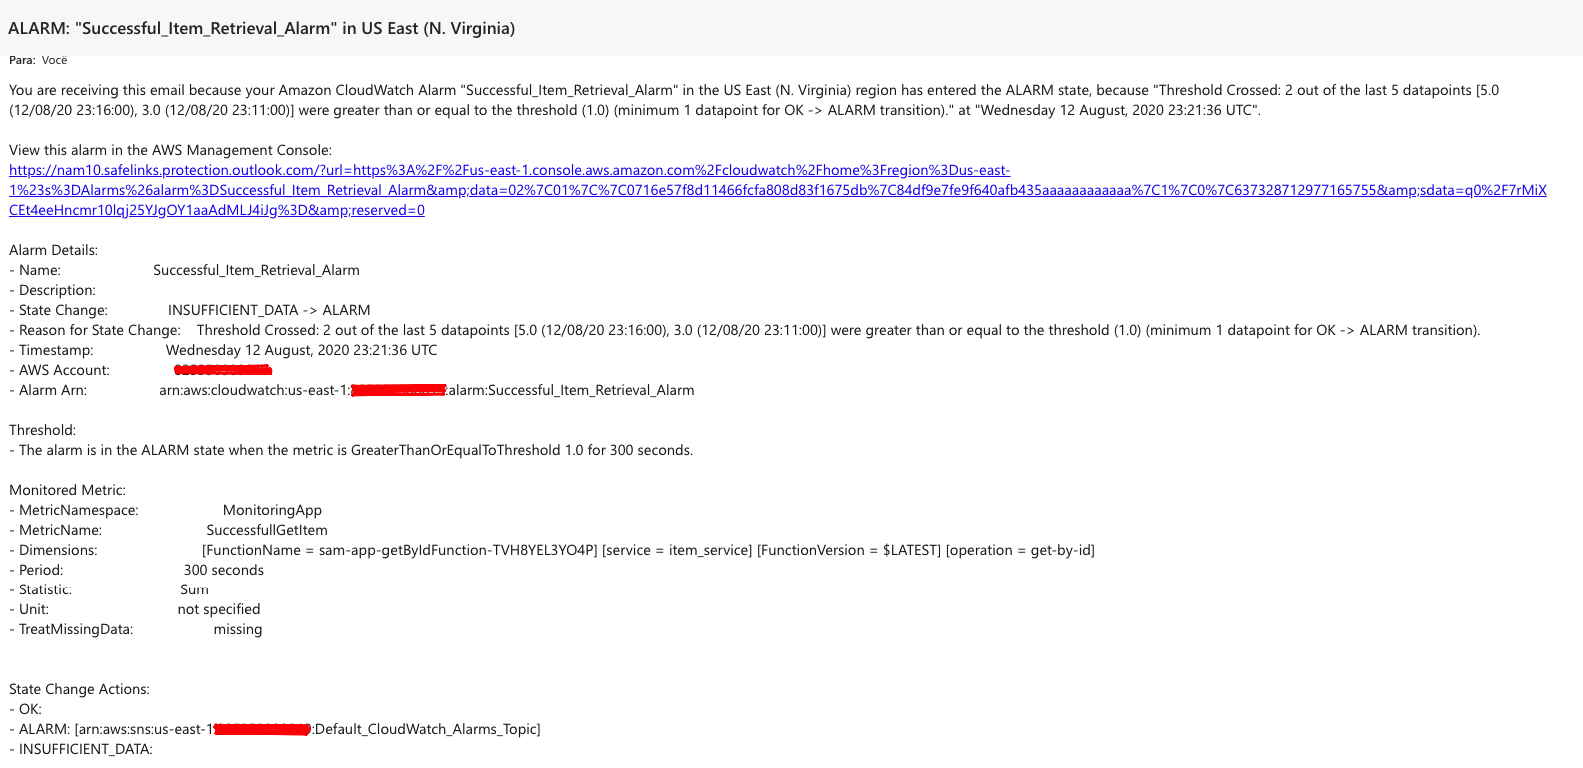 ALARM: "Successful_Item_Retrieval_Alarm" in US East (N. Virginia)
Para: Você
You are receiving this email because your Amazon CloudWatch Alarm "Successful_Item_Retrieval_Alarm" in the US East (N. Virginia) region has entered the ALARM state, because "Threshold Crossed: 2 out of the last 5 datapoints [5.0
(12/08/20 23:16:00), 3.0 (12/08/20 23:11:00)] were greater than or equal to the threshold (1.0) (minimum 1 datapoint for OK -> ALARM transition)." at "Wednesday 12 August, 2020 23:21:36 UTC".
View this alarm in the AWS Management Console:
https://nam10.safelinks.protection.outlook.com/?url=https%3A%2F%2Fus-east-1.console.aws.amazon.com%2Fcloudwatch%2Fhome%3Fregion%3Dus-east-
1%23s%3DAlarms%26alarm%3DSuccessful_Item_Retrieval_Alarm&amp;data=02%7C01%7C%7C0716e57f8d11466fcfa808d83f1675db%7C84df9e7fe9f640afb435aaaaaaaaaaaa%7C1%7C0%7C637328712977165755&amp;sdata=q0%2F7rMiX
CEt4eeHncmr10lqj25YJgOY1aaAdMLJ4iJg%3D&amp;reserved=0
Alarm Details:
- Name: Successful_Item_Retrieval_Alarm
- Description:
- State Change: INSUFFICIENT_DATA -> ALARM
- Reason for State Change: Threshold Crossed: 2 out of the last 5 datapoints [5.0 (12/08/20 23:16:00), 3.0 (12/08/20 23:11:00)] were greater than or equal to the threshold (1.0) (minimum 1 datapoint for OK -> ALARM transition).
- Timestamp: Wednesday 12 August, 2020 23:21:36 UTC
- AWS Account:
- Alarm Arn: arn:aws:cloudwatch:us-east-1: :alarm:Successful_Item_Retrieval_Alarm
Threshold:
- The alarm is in the ALARM state when the metric is GreaterThanOrEqualToThreshold 1.0 for 300 seconds.
Monitored Metric:
- MetricNamespace: MonitoringApp
- MetricName: SuccessfullGetItem
- Dimensions: [FunctionName = sam-app-getByIdFunction-TVH8YEL3YO4P] [service = item_service] [FunctionVersion = $LATEST] [operation = get-by-id]
- Period: 300 seconds
- Statistic: Sum
- Unit: not specified
- TreatMissingData: missing
State Change Actions:
- OK:
- ALARM: [arn:aws:sns:us-east-1 :Default_CloudWatch_Alarms_Topic]
- INSUFFICIENT_DATA: